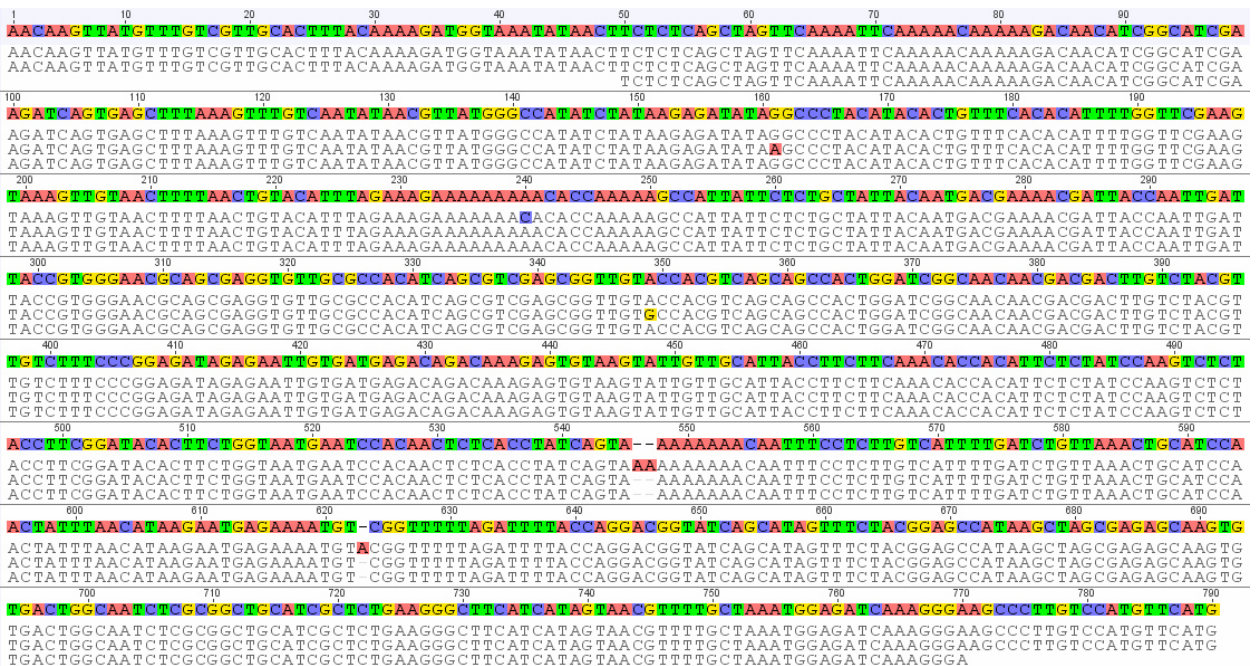 1 10 20 30 40 50 60 70 80 90
AACAAGTTATGTTTGTCGTTGCACTTTACAAAAGATGGTAAATATAACTTCTCTCAGCTAGTTCAAAATTCAAAAACAAAAAGACAACATCGGCATCGA
AACAAGTTATGTTTGTCGTTGCACTTTACAAAAGATGGTAAATATAACTTCTCTCAGCTAGTTCAAAATTCAAAAACAAAAAGACAACATCGGCATCGA
AACAAGTTATGTTTGTCGTTGCACTTTACAAAAGATGGTAAATATAACTTCTCTCAGCTAGTTCAAAATTCAAAAACAAAAAGACAACATCGGCATCGA
TCTCTCAGCTAGTTCAAAATTCAAAAACAAAAAGACAACATCGGCATCGA
100 110 120 130 140 150 160 170 180 190
AGATCAGTGAGCTTTAAAGTTTGTCAATATAACGTTATGGGCCATATCTATAAGAGATATAGGCCCTACATACACTGTTTCACACATTTTGGTTCGAAG
AGATCAGTGAGCTTTAAAGTTTGTCAATATAACGTTATGGGCCATATCTATAAGAGATATAGGCCCTACATACACTGTTTCACACATTTTGGTTCGAAG
AGATCAGTGAGCTTTAAAGTTTGTCAATATAACGTTATGGGCCATATCTATAAGAGATATAAGCCCTACATACACTGTTTCACACATTTTGGTTCGAAG
AGATCAGTGAGCTTTAAAGTTTGTCAATATAACGTTATGGGCCATATCTATAAGAGATATAGGCCCTACATACACTGTTTCACACATTTTGGTTCGAAG
200 210 220 230 240 250 260 270 280 290
TAAAGTTGTAACTTTTAACTGTACATTTAGAAAGAAAAAAAAACACCAAAAAGCCATTATTCTCTGCTATTACAATGACGAAAACGATTACCAATTGAT
TAAAGTTGTAACTTTTAACTGTACATTTAGAAAGAAAAAAACACACCAAAAAGCCATTATTCTCTGCTATTACAATGACGAAAACGATTACCAATTGAT
TAAAGTTGTAACTTTTAACTGTACATTTAGAAAGAAAAAAAAACACCAAAAAGCCATTATTCTCTGCTATTACAATGACGAAAACGATTACCAATTGAT
TAAAGTTGTAACTTTTAACTGTACATTTAGAAAGAAAAAAAAACACCAAAAAGCCATTATTCTCTGCTATTACAATGACGAAAACGATTACCAATTGAT
300 310 320 330 340 350 360 370 380 390
TACCGTGGGAACGCAGCGAGGTGTTGCGCCACATCAGCGTCGAGCGGTTGTACCACGTCAGCAGCCACTGGATCGGCAACAACGACGACTTGTCTACGT
TACCGTGGGAACGCAGCGAGGTGTTGCGCCACATCAGCGTCGAGCGGTTGTACCACGTCAGCAGCCACTGGATCGGCAACAACGACGACTTGTCTACGT
TACCGTGGGAACGCAGCGAGGTGTTGCGCCACATCAGCGTCGAGCGGTTGTGCCACGTCAGCAGCCACTGGATCGGCAACAACGACGACTTGTCTACGT
TACCGTGGGAACGCAGCGAGGTGTTGCGCCACATCAGCGTCGAGCGGTTGTACCACGTCAGCAGCCACTGGATCGGCAACAACGACGACTTGTCTACGT
400 410 420 430 440 450 460 470 480 490
TGTCTTTCCCGGAGATAGAGAATTGTGATGAGACAGACAAAGAGTGTAAGTATTGTTGCATTACCTTCTTCAAACACCACATTCTCTATCCAAGTCTCT
TGTCTTTCCCGGAGATAGAGAATTGTGATGAGACAGACAAAGAGTGTAAGTATTGTTGCATTACCTTCTTCAAACACCACATTCTCTATCCAAGTCTCT
TGTCTTTCCCGGAGATAGAGAATTGTGATGAGACAGACAAAGAGTGTAAGTATTGTTGCATTACCTTCTTCAAACACCACATTCTCTATCCAAGTCTCT
TGTCTTTCCCGGAGATAGAGAATTGTGATGAGACAGACAAAGAGTGTAAGTATTGTTGCATTACCTTCTTCAAACACCACATTCTCTATCCAAGTCTCT
500 510 520 530 540 550 560 570 580 590
ACCTTCGGATACACTTCTGGTAATGAATCCACAACTCTCACCTATCAGTA--AAAAAAAACAATTTCCTCTTGTCATTTTGATCTGTTAAACTGCATCCA
ACCTTCGGATACACTTCTGGTAATGAATCCACAACTCTCACCTATCAGTAAAAAAAAAACAATTTCCTCTTGTCATTTTGATCTGTTAAACTGCATCCA
ACCTTCGGATACACTTCTGGTAATGAATCCACAACTCTCACCTATCAGTA--AAAAAAAACAATTTCCTCTTGTCATTTTGATCTGTTAAACTGCATCCA
ACCTTCGGATACACTTCTGGTAATGAATCCACAACTCTCACCTATCAGTA--AAAAAAAACAATTTCCTCTTGTCATTTTGATCTGTTAAACTGCATCCA
600 610 620 630 640 650 660 670 680 690
ACTATTTAACATAAGAATGAGAAAATGT-CGGTTTTTAGATTTTACCAGGACGGTATCAGCATAGTTTCTACGGAGCCATAAGCTAGCGAGAGCAAGTG
ACTATTTAACATAAGAATGAGAAAATGTACGGTTTTTAGATTTTACCAGGACGGTATCAGCATAGTTTCTACGGAGCCATAAGCTAGCGAGAGCAAGTG
ACTATTTAACATAAGAATGAGAAAATGT-CGGTTTTTAGATTTTACCAGGACGGTATCAGCATAGTTTCTACGGAGCCATAAGCTAGCGAGAGCAAGTG
ACTATTTAACATAAGAATGAGAAAATGT-CGGTTTTTAGATTTTACCAGGACGGTATCAGCATAGTTTCTACGGAGCCATAAGCTAGCGAGAGCAAGTG
700 710 720 730 740 750 760 770 780 790
TGACTGGCAATCTCGCGGCTGCATCGCTCTGAAGGGCTTCATCATAGTAACGTTTTGCTAAATGGAGATCAAAGGGAAGCCCTTGTCCATGTTCATG
TGACTGGCAATCTCGCGGCTGCATCGCTCTGAAGGGCTTCATCATAGTAACGTTTTGCTAAATGGAGATCAAAGGGAAGCCCTTGTCCATGTTCATG
TGACTGGCAATCTCGCGGCTGCATCGCTCTGAAGGGCTTCATCATAGTAACGTTTTGCTAAATGGAGATCAAAGGGAAGCCCTTGTCCATGTTCATG
TGACTGGCAATCTCGCGGCTGCATCGCTCTGAAGGGCTTCATCATAGTAACGTTTTGCTAAATGGAGATCAAAGGGA